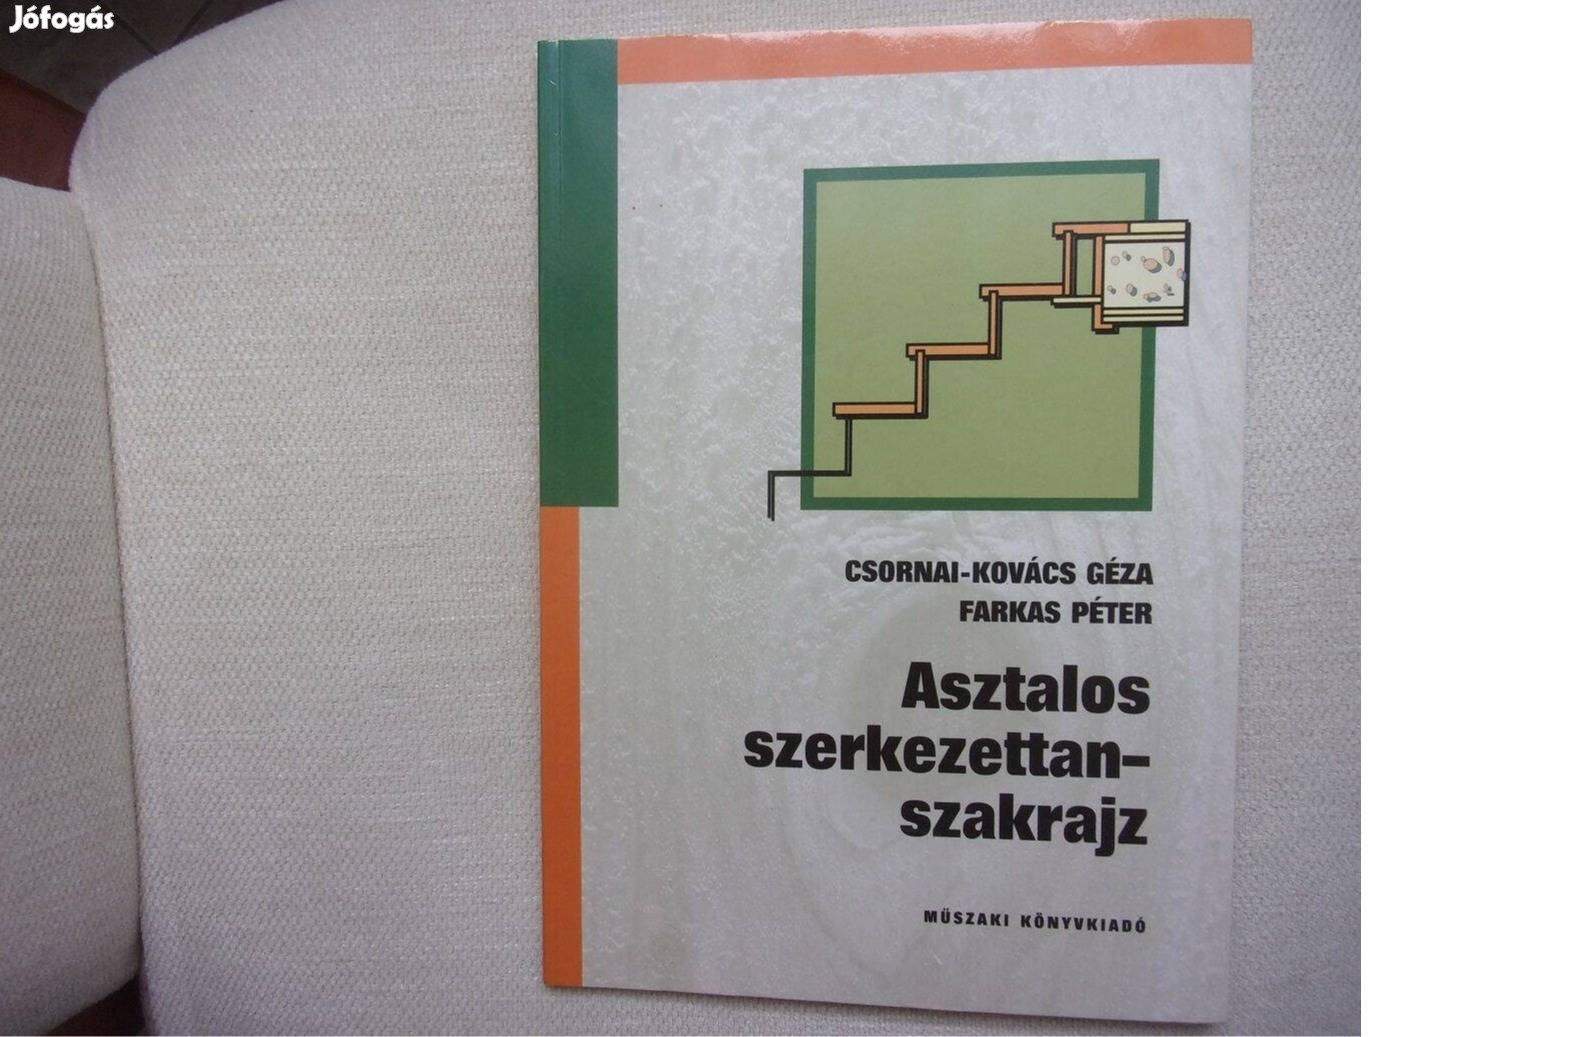 Jófogás
CSORNAI-KOVÁCS GÉZA
FARKAS PÉTER
Asztalos
szerkezettan–
szakrajz
MŰSZAKI KÖNYVKIADÓ